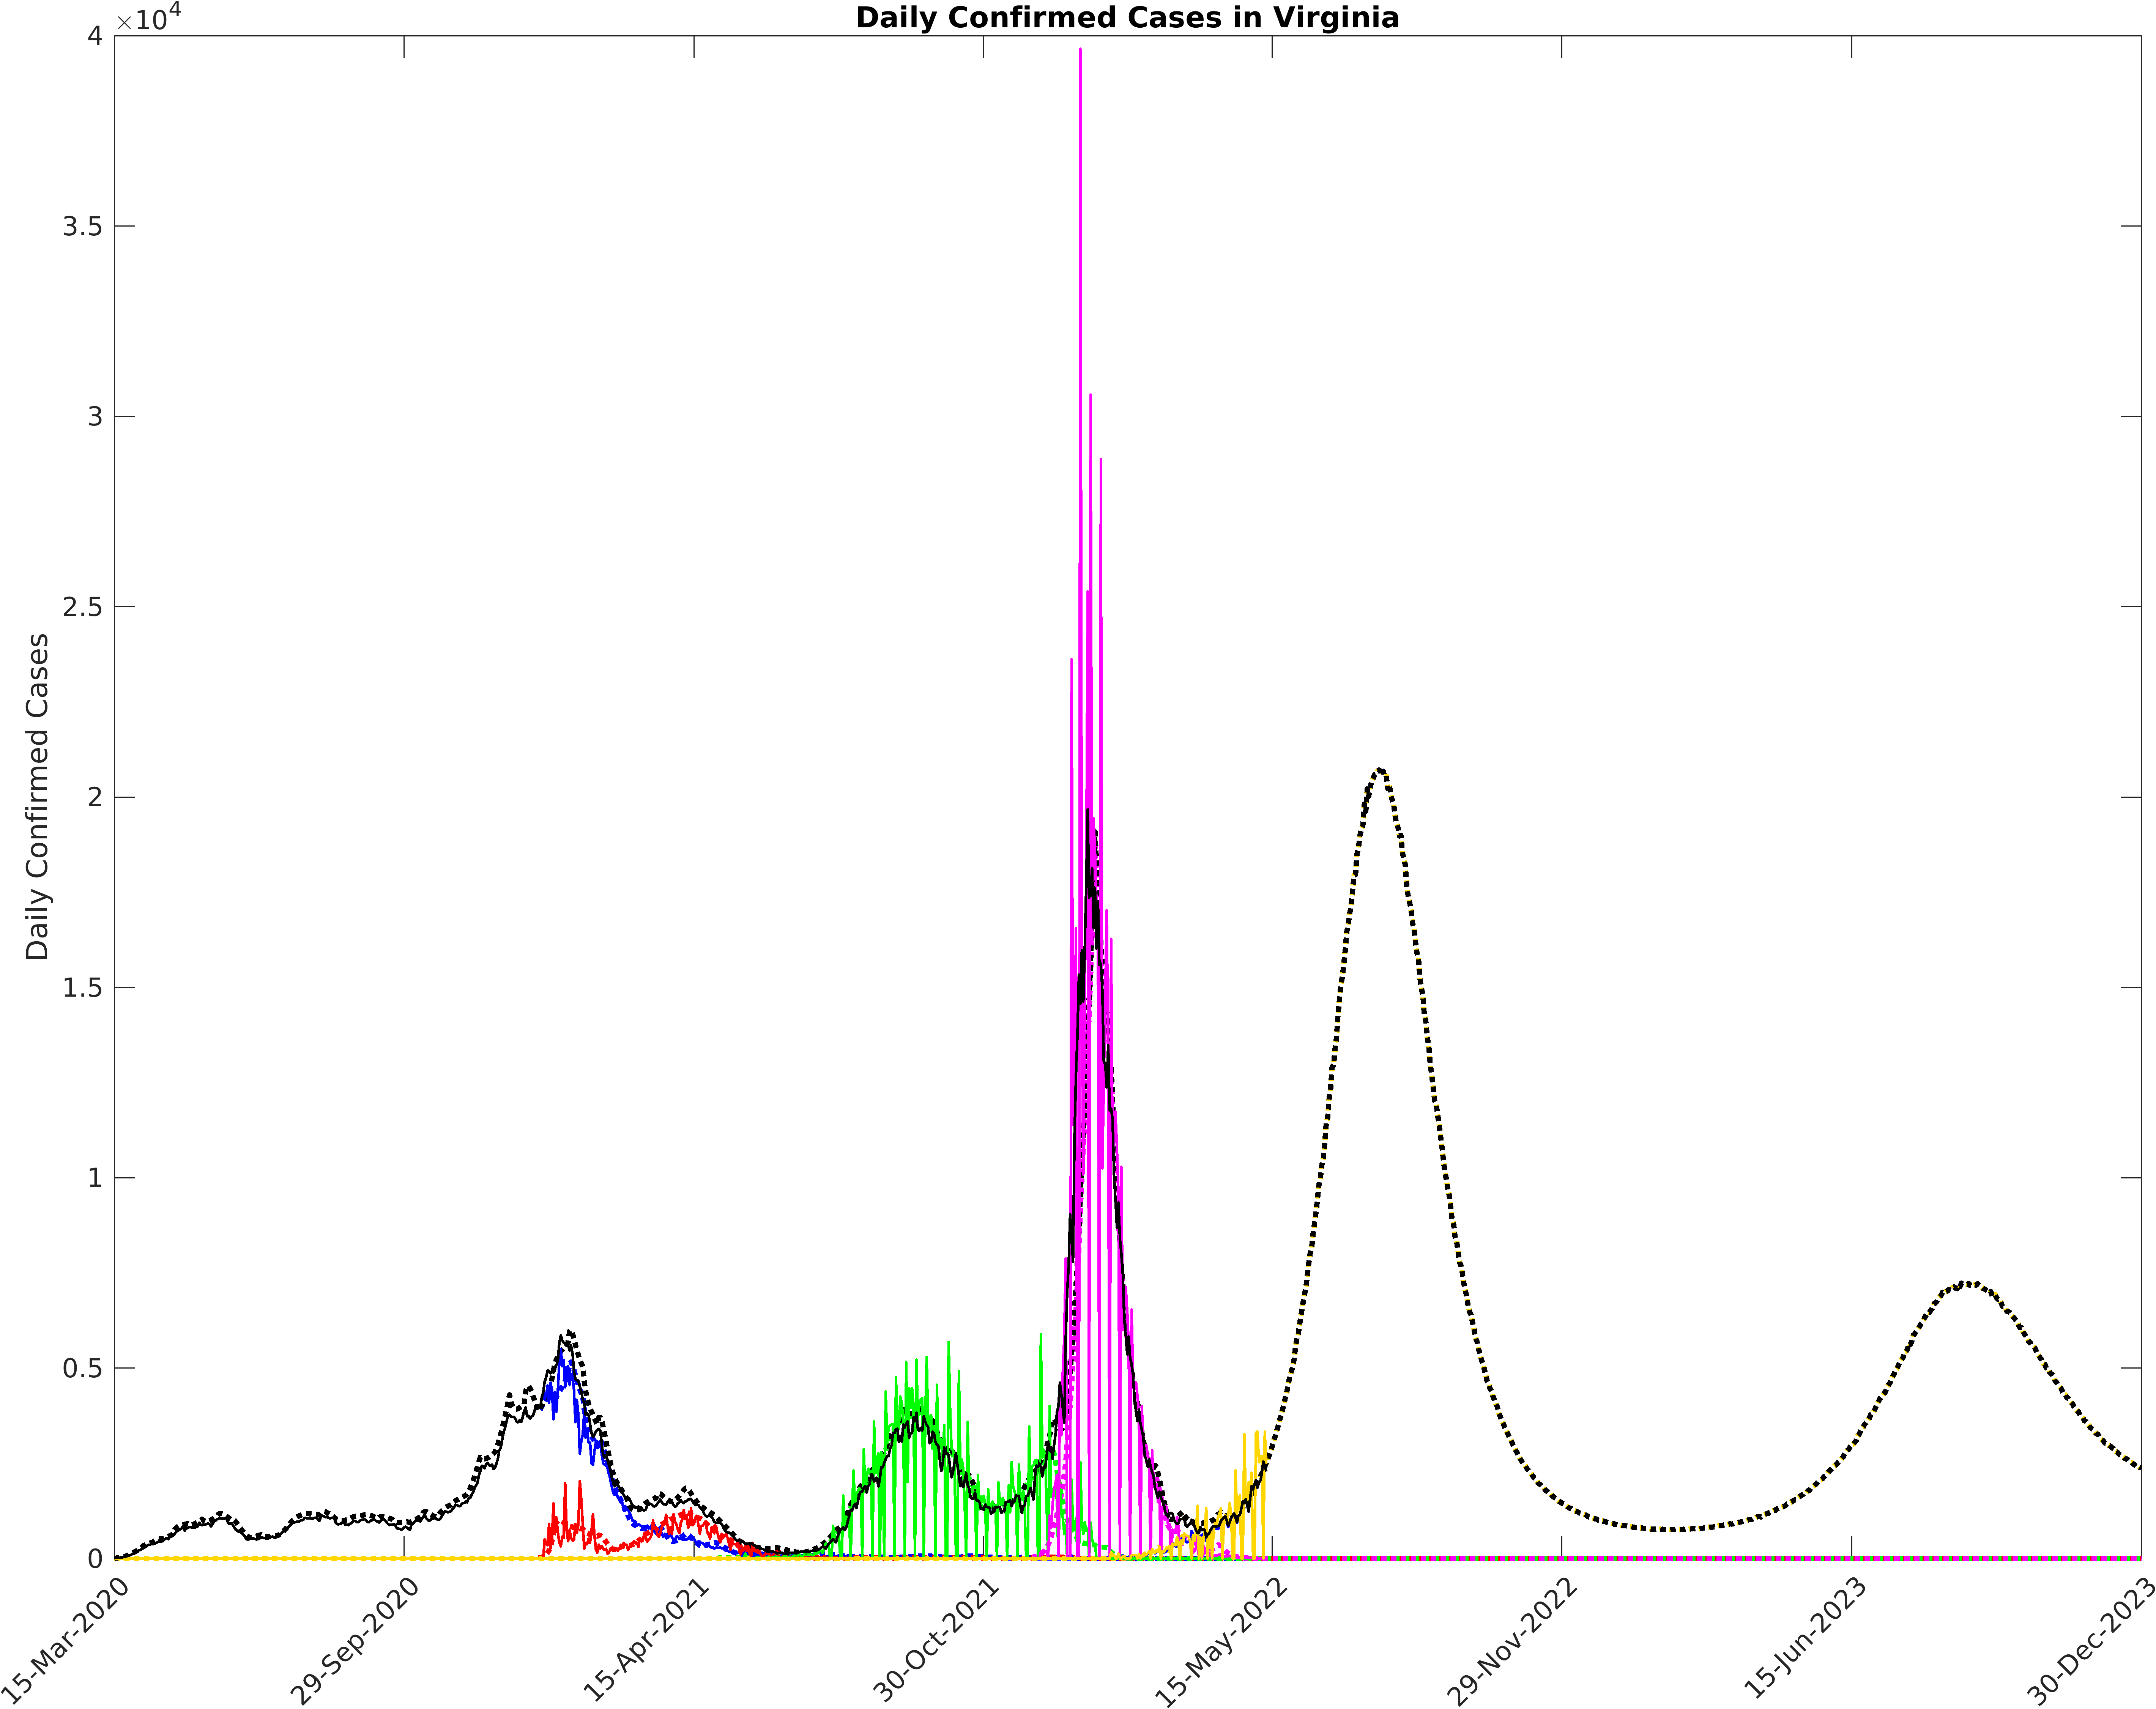 Daily Confirmed Cases in Virginia
×10^4
4
3.5
3
2.5
2
1.5
1
0.5
0
Daily Confirmed Cases
15-Mar-2020
29-Sep-2020
15-Apr-2021
30-Oct-2021
15-May-2022
29-Nov-2022
15-Jun-2023
30-Dec-2023